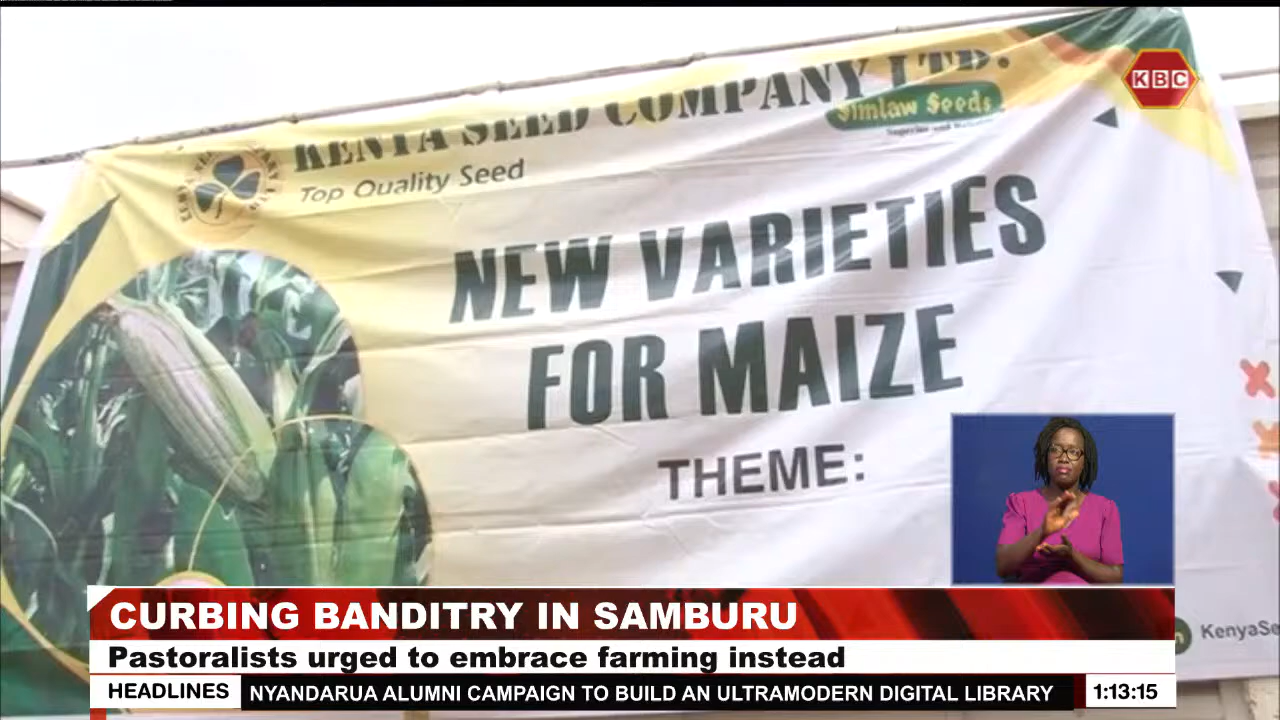 KENYA SEED COMPANY LTD.
Simlaw Seeds
Top Quality Seed
KBC
NEW VARIETIES
FOR MAIZE
THEME:
KenyaSe
CURBING BANDITRY IN SAMBURU
Pastoralists urged to embrace farming instead
HEADLINES NYANDARUA ALUMNI CAMPAIGN TO BUILD AN ULTRAMODERN DIGITAL LIBRARY 1:13:15